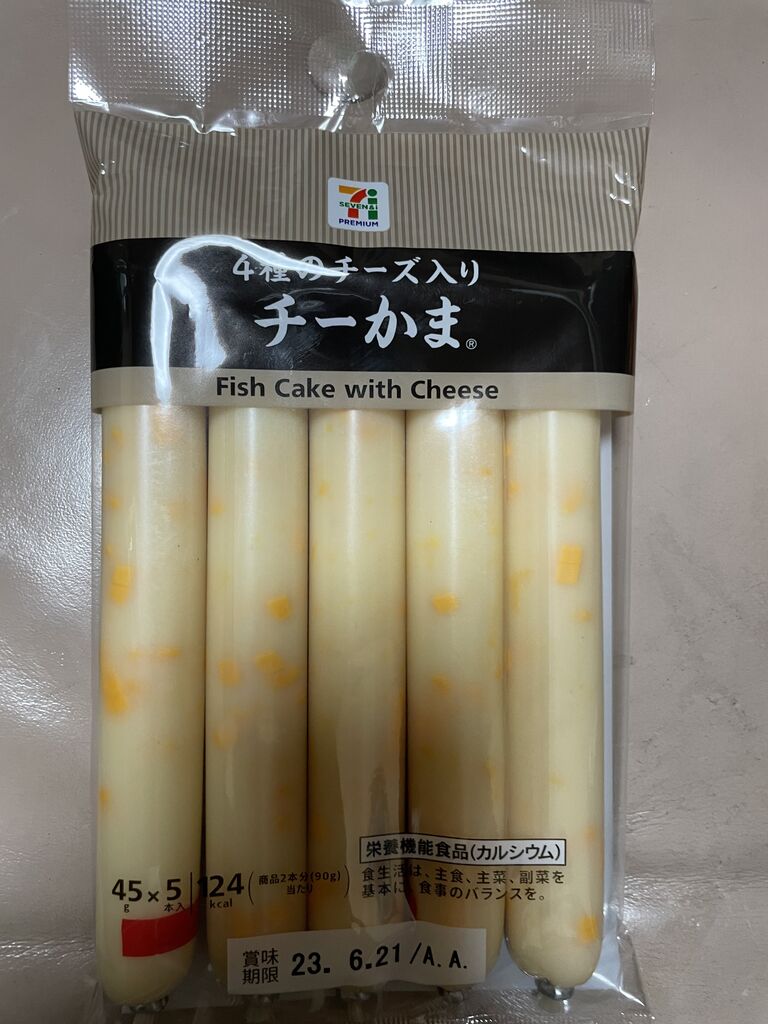 SEVEN&i
PREMIUM
4種のチーズ入り
チーかま®
Fish Cake with Cheese
栄養機能食品(カルシウム)
食生活は、主食、主菜、副菜を
基本に、食事のバランスを。
45g×5本入
124kcal(商品2本分(90g)当たり)
賞味期限 23. 6.21/A.A.